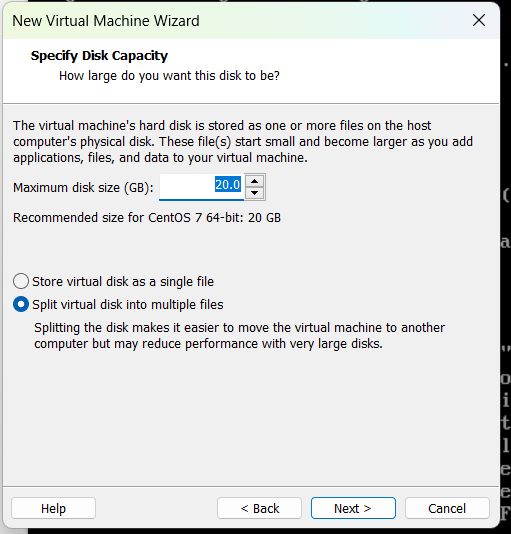 New Virtual Machine Wizard
Specify Disk Capacity
How large do you want this disk to be?
The virtual machine's hard disk is stored as one or more files on the host
computer's physical disk. These file(s) start small and become larger as you add
applications, files, and data to your virtual machine.
Maximum disk size (GB): 20.0
Recommended size for CentOS 7 64-bit: 20 GB
Store virtual disk as a single file
Split virtual disk into multiple files
Splitting the disk makes it easier to move the virtual machine to another
computer but may reduce performance with very large disks.
Help < Back Next > Cancel